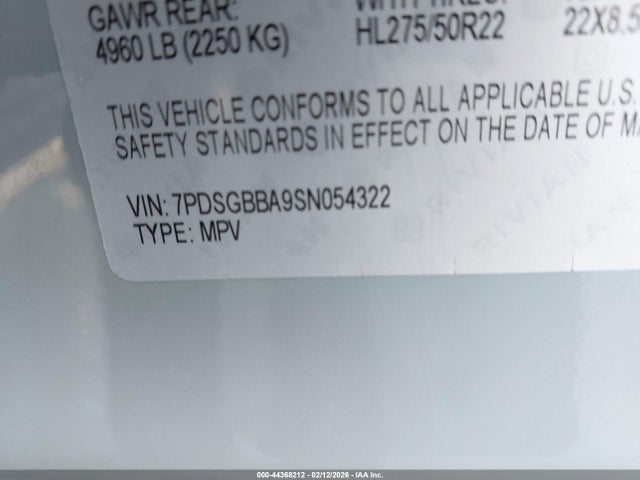 GAWR REAR:
4960 LB (2250 KG)
HL275/50R22
THIS VEHICLE CONFORMS TO ALL APPLICABLE U.S.
SAFETY STANDARDS IN EFFECT ON THE DATE OF
VIN: 7PDSGBBA9SN054322
TYPE: MPV
RIVIAN
000-44368212 - 02/12/2026 - IAA Inc.